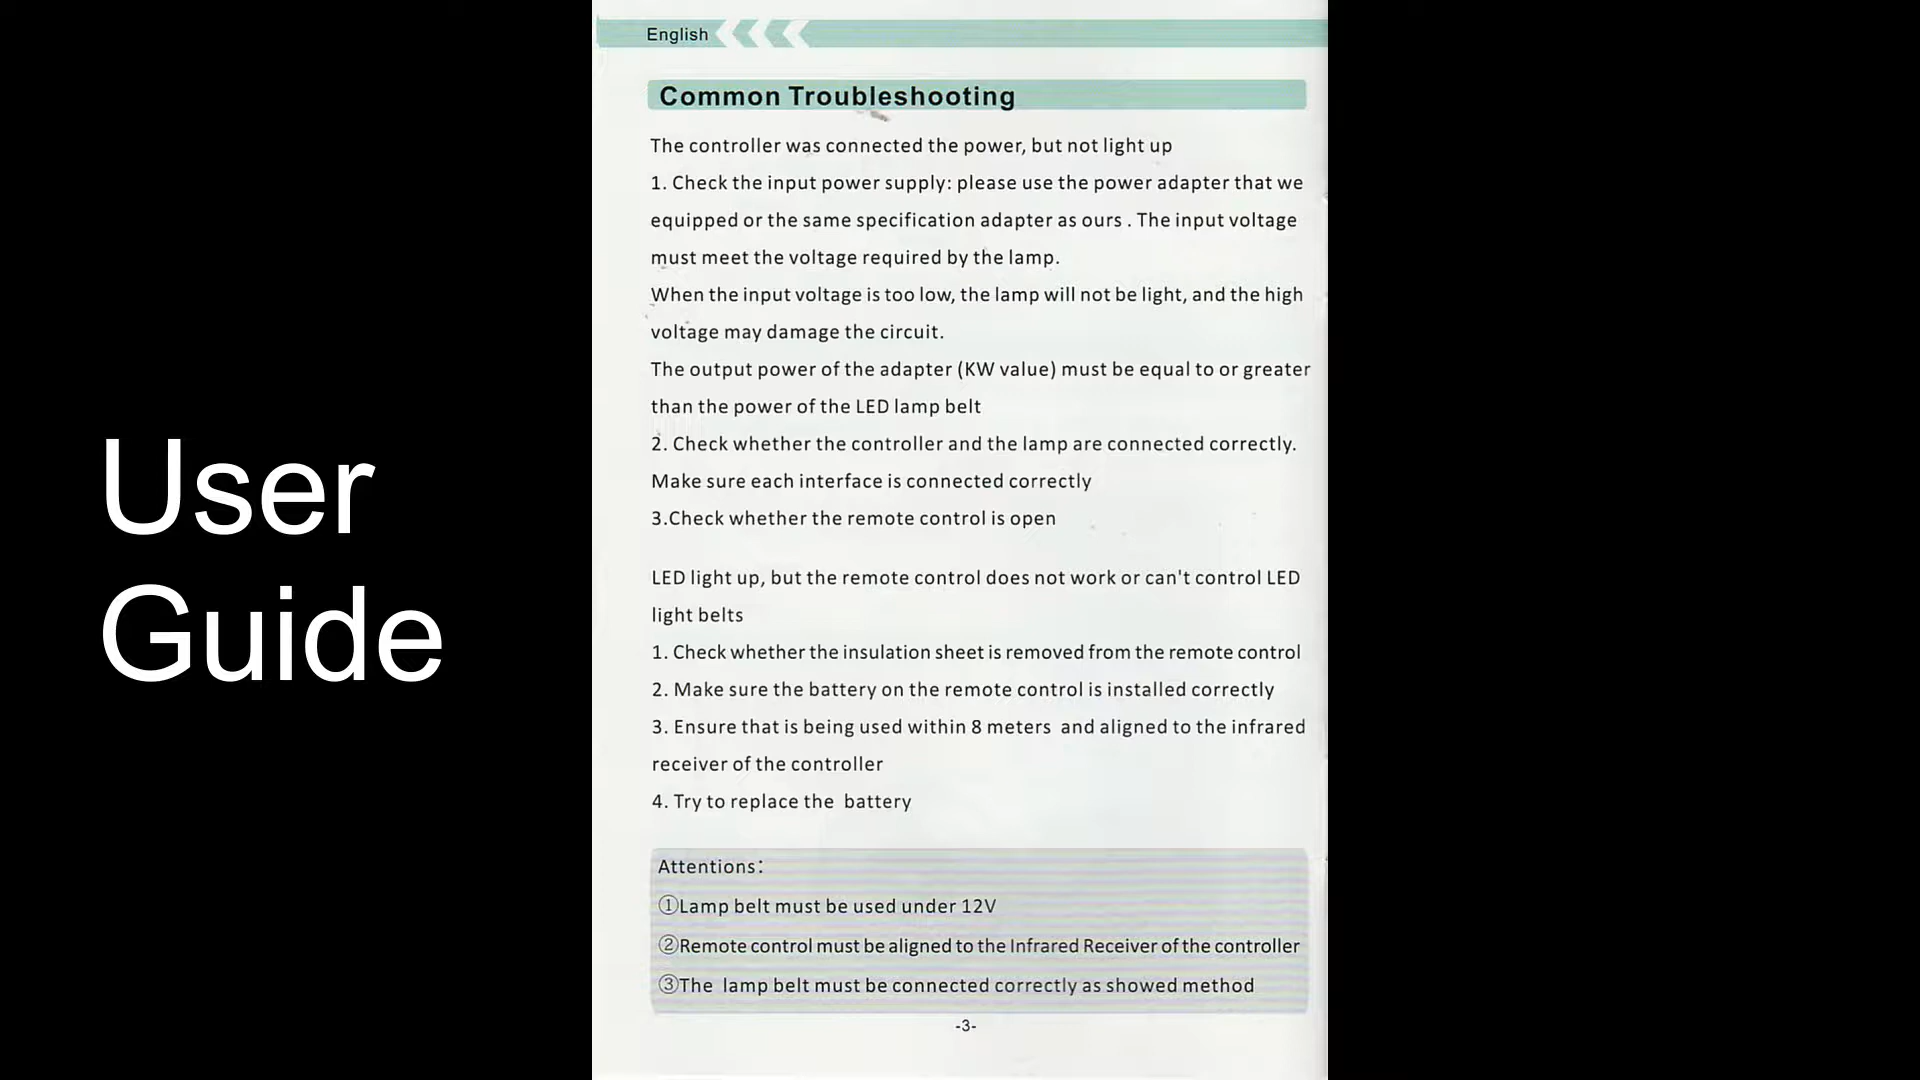 User
Guide
English
Common Troubleshooting
The controller was connected the power, but not light up
1. Check the input power supply: please use the power adapter that we
equipped or the same specification adapter as ours . The input voltage
must meet the voltage required by the lamp.
When the input voltage is too low, the lamp will not be light, and the high
voltage may damage the circuit.
The output power of the adapter (KW value) must be equal to or greater
than the power of the LED lamp belt
2. Check whether the controller and the lamp are connected correctly.
Make sure each interface is connected correctly
3.Check whether the remote control is open
LED light up, but the remote control does not work or can't control LED
light belts
1. Check whether the insulation sheet is removed from the remote control
2. Make sure the battery on the remote control is installed correctly
3. Ensure that is being used within 8 meters  and aligned to the infrared
receiver of the controller
4. Try to replace the  battery
Attentions:
①Lamp belt must be used under 12V
②Remote control must be aligned to the Infrared Receiver of the controller
③The  lamp belt must be connected correctly as showed method
-3-